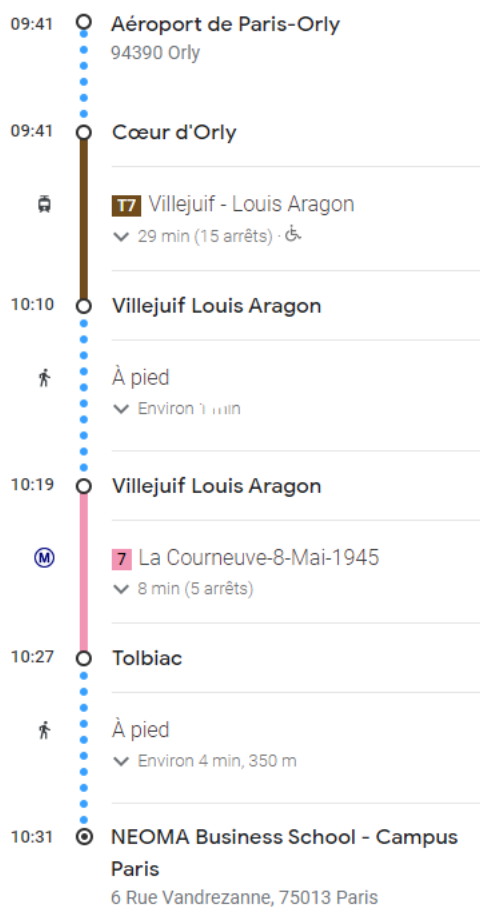 09:41 Aéroport de Paris-Orly
94390 Orly
09:41 Cœur d'Orly
T7 Villejuif - Louis Aragon
29 min (15 arrêts) ·
10:10 Villejuif Louis Aragon
À pied
Environ
10:19 Villejuif Louis Aragon
M 7 La Courneuve-8-Mai-1945
8 min (5 arrêts)
10:27 Tolbiac
À pied
Environ 4 min, 350 m
10:31 NEOMA Business School - Campus
Paris
6 Rue Vandrezanne, 75013 Paris